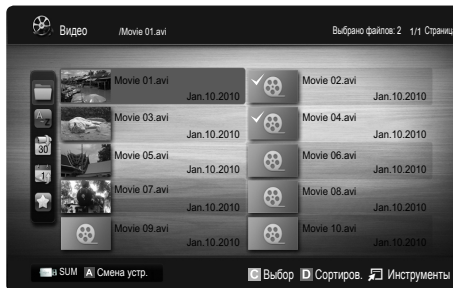 Видео /Movie 01.avi Выбрано файлов: 2 1/1 Страниц
Movie 01.avi Jan.10.2010
Movie 02.avi Jan.10.2010
Movie 03.avi Jan.10.2010
Movie 04.avi Jan.10.2010
Movie 05.avi Jan.10.2010
Movie 06.avi Jan.10.2010
Movie 07.avi Jan.10.2010
Movie 08.avi Jan.10.2010
Movie 09.avi Jan.10.2010
Movie 10.avi Jan.10.2010
SUM A Смена устр. C Выбор D Сортиров. Инструменты